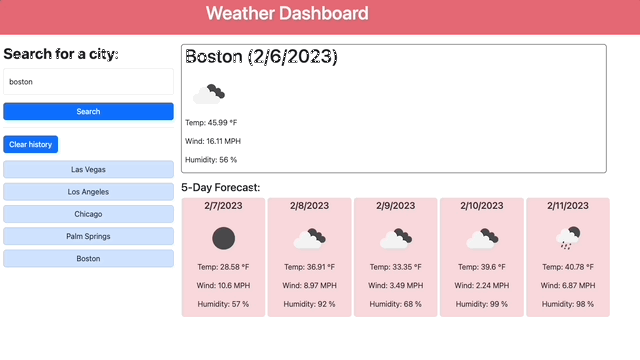 Weather Dashboard
Search for a city:
boston
Search
Clear history
Las Vegas
Los Angeles
Chicago
Palm Springs
Boston
Boston (2/6/2023)
Temp: 45.99 °F
Wind: 16.11 MPH
Humidity: 56 %
5-Day Forecast:
2/7/2023
Temp: 28.58 °F
Wind: 10.6 MPH
Humidity: 57 %
2/8/2023
Temp: 36.91 °F
Wind: 8.97 MPH
Humidity: 92 %
2/9/2023
Temp: 33.35 °F
Wind: 3.49 MPH
Humidity: 68 %
2/10/2023
Temp: 39.6 °F
Wind: 2.24 MPH
Humidity: 99 %
2/11/2023
Temp: 40.78 °F
Wind: 6.87 MPH
Humidity: 98 %